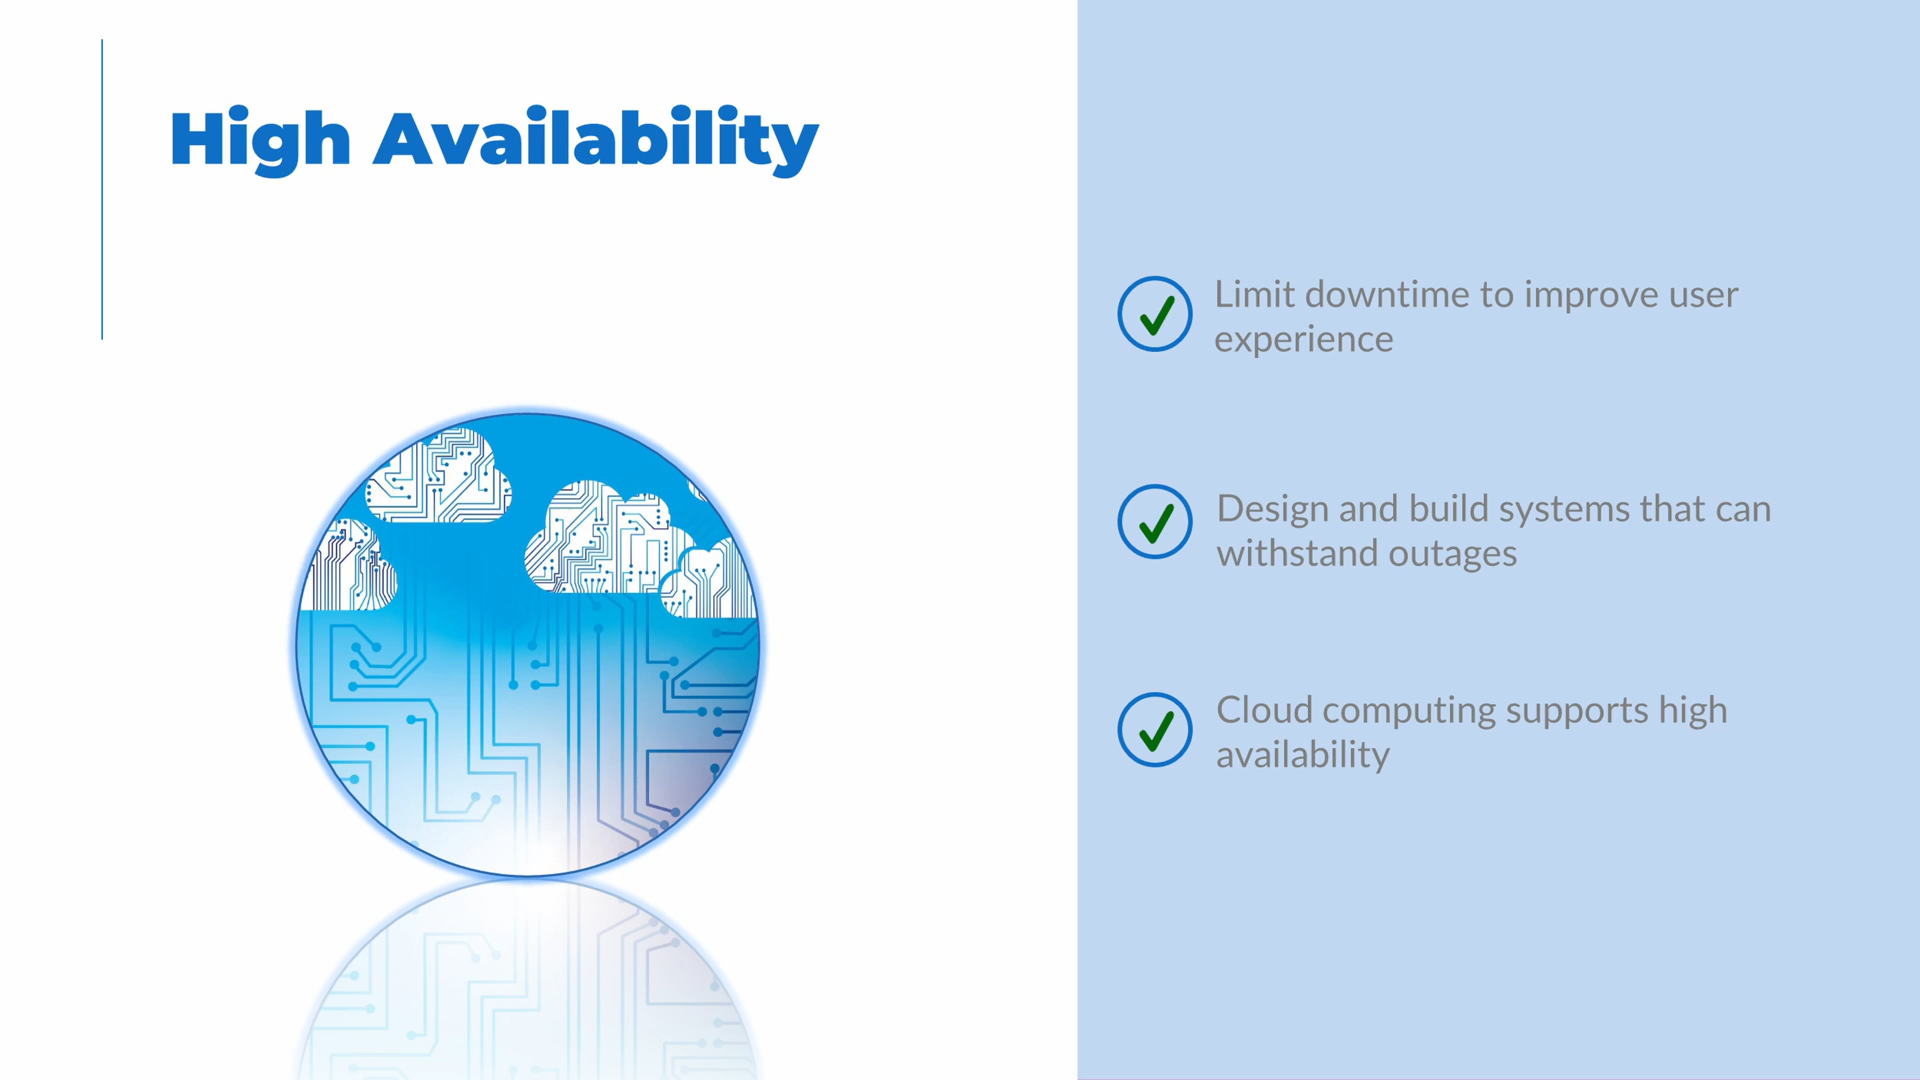 High Availability
Limit downtime to improve user
experience
Design and build systems that can
withstand outages
Cloud computing supports high
availability